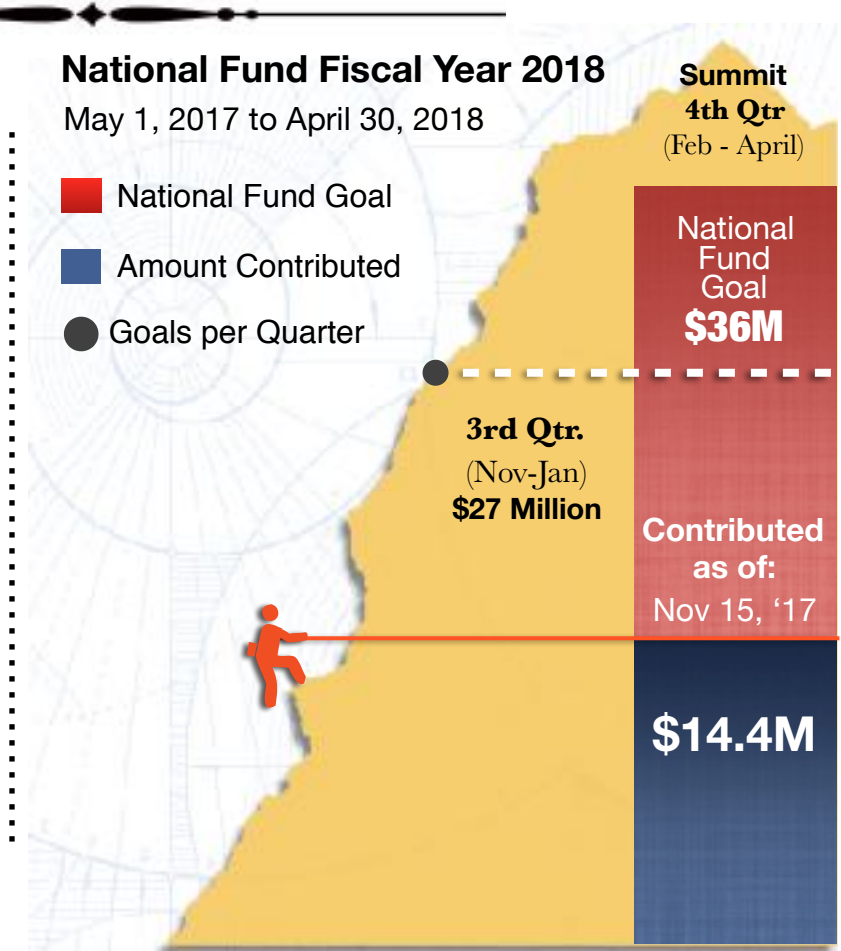 National Fund Fiscal Year 2018
May 1, 2017 to April 30, 2018
National Fund Goal
Amount Contributed
Goals per Quarter
Summit
4th Qtr
(Feb - April)
National
Fund
Goal
$36M
3rd Qtr.
(Nov-Jan)
$27 Million
Contributed
as of:
Nov 15, ‘17
$14.4M